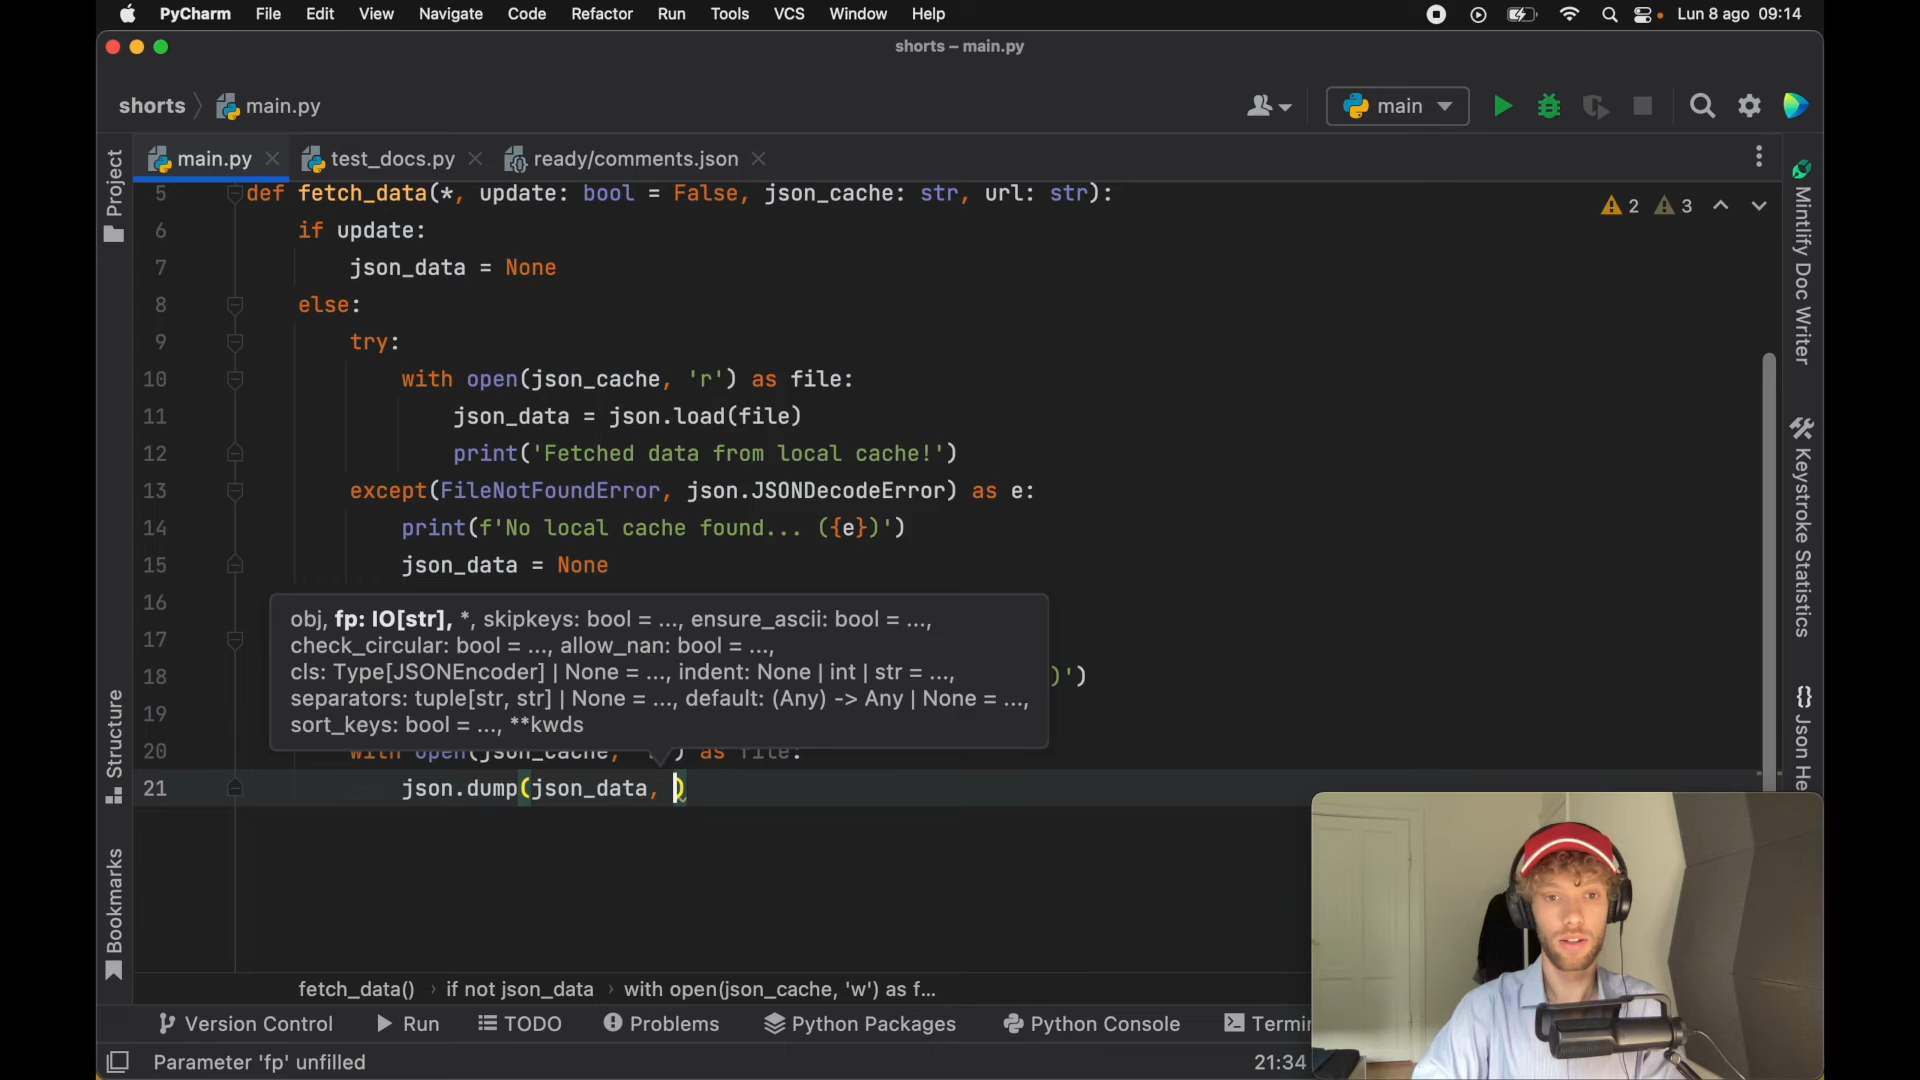 PyCharm File Edit View Navigate Code Refactor Run Tools VCS Window Help Lun 8 ago 09:14
shorts – main.py
shorts main.py main
main.py test_docs.py ready/comments.json
5 def fetch_data(*, update: bool = False, json_cache: str, url: str):
2 3
6 if update:
7 json_data = None
8 else:
9 try:
10 with open(json_cache, 'r') as file:
11 json_data = json.load(file)
12 print('Fetched data from local cache!')
13 except(FileNotFoundError, json.JSONDecodeError) as e:
14 print(f'No local cache found... ({e})')
15 json_data = None
16
obj, fp: IO[str], *, skipkeys: bool = ..., ensure_ascii: bool = ...,
17
check_circular: bool = ..., allow_nan: bool = ...,
18 )')
cls: Type[JSONEncoder] | None = ..., indent: None | int | str = ...,
19
separators: tuple[str, str] | None = ..., default: (Any) -> Any | None = ...,
sort_keys: bool = ..., **kwds
20 with open(json_cache, ) as file:
21 json.dump(json_data, )
fetch_data() if not json_data with open(json_cache, 'w') as f...
Version Control Run TODO Problems Python Packages Python Console Termin
Parameter 'fp' unfilled 21:34
Project
Structure
Bookmarks
Mintlify Doc Writer
Keystroke Statistics
{} Json He